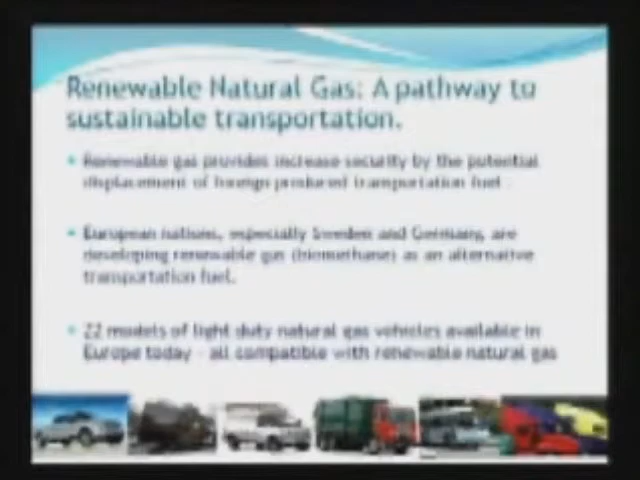 Renewable Natural Gas: A pathway to
sustainable transportation.
Renewable gas provides increase security by the potential
displacement of foreign produced transportation fuel
European nations, especially Sweden and Germany, are
developing renewable gas (biomethane) as an alternative
transportation fuel.
22 models of light duty natural gas vehicles available in
Europe today - all compatible with renewable natural gas